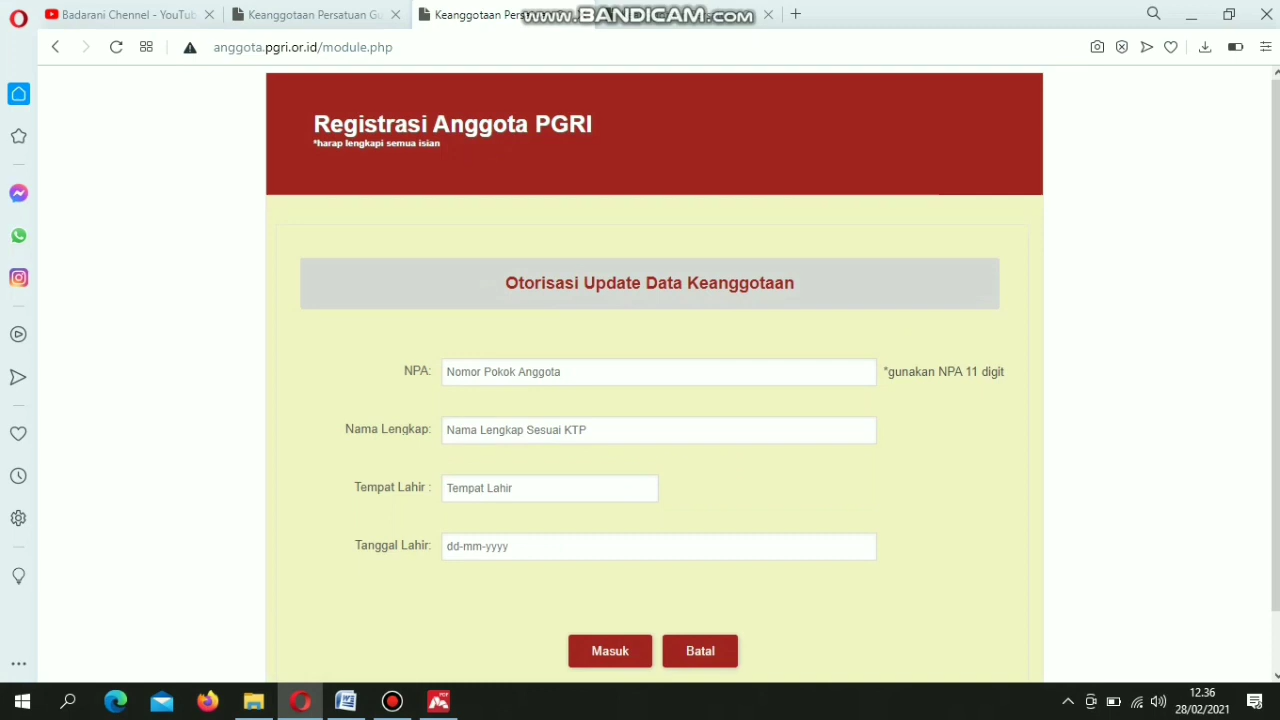 Badarani Channel - YouTub
Keanggotaan Persatuan Gu
Keanggotaan Pers
www.BANDICAM.com
anggota.pgri.or.id/module.php
Registrasi Anggota PGRI
*harap lengkapi semua isian
Otorisasi Update Data Keanggotaan
NPA:
Nomor Pokok Anggota
*gunakan NPA 11 digit
Nama Lengkap:
Nama Lengkap Sesuai KTP
Tempat Lahir :
Tempat Lahir
Tanggal Lahir:
dd-mm-yyyy
Masuk
Batal
12.36
28/02/2021